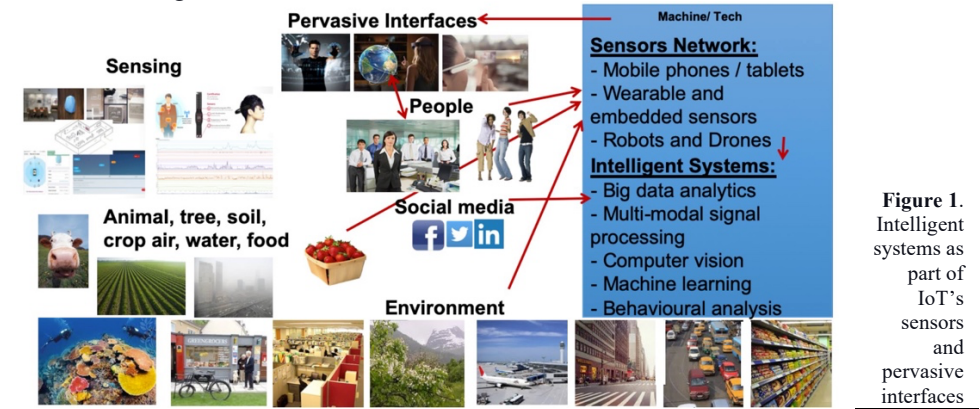 Pervasive Interfaces
Machine/ Tech
Sensing
Sensors Network:
- Mobile phones / tablets
- Wearable and
embedded sensors
- Robots and Drones
People
Intelligent Systems:
- Big data analytics
- Multi-modal signal
processing
- Computer vision
- Machine learning
- Behavioural analysis
Social media
f
in
Animal, tree, soil,
crop air, water, food
Environment
Figure 1.
Intelligent
systems as
part of
IoT's
sensors
and
pervasive
interfaces